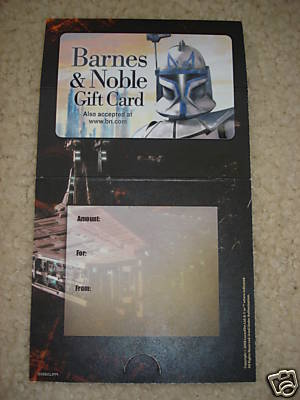 Barnes
& Noble
Gift Card
Also accepted at
www.bn.com
Amount:
For:
From: